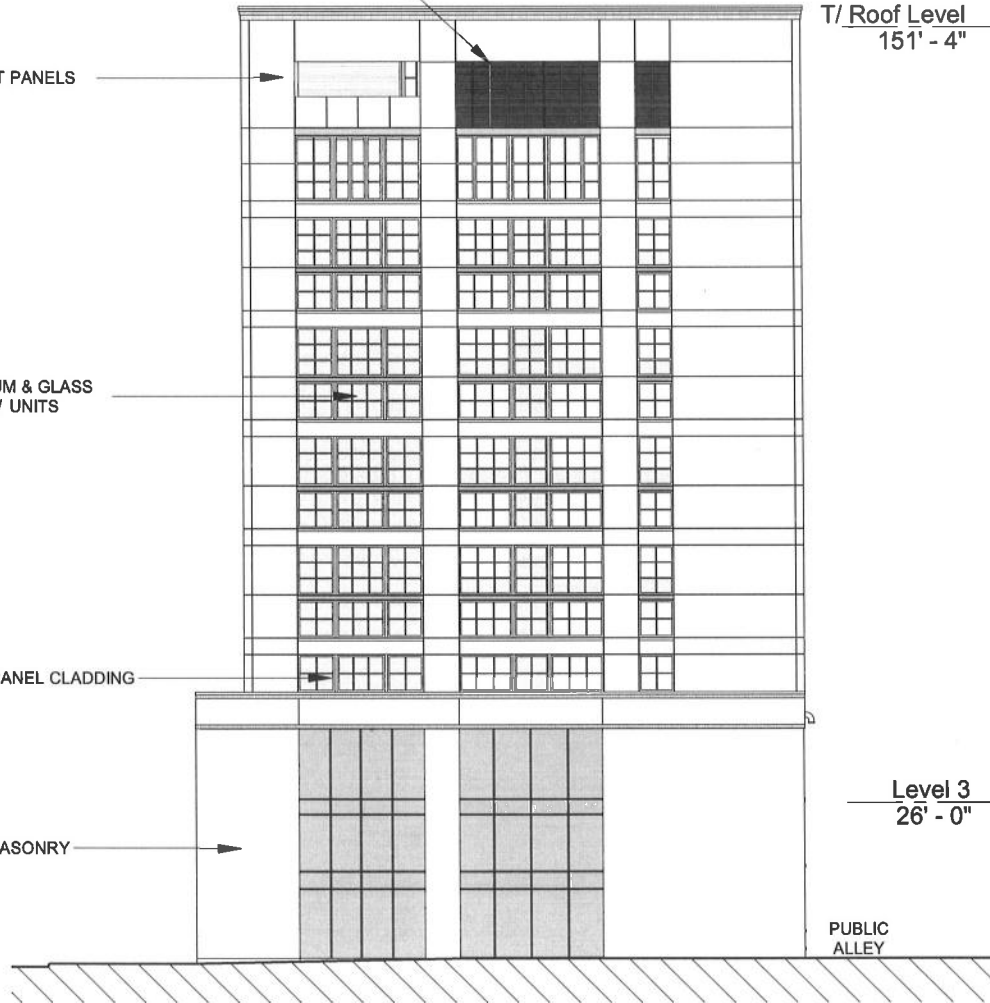 T/ Roof Level
151' - 4"
T PANELS
UM & GLASS
UNITS
ANEL CLADDING
Level 3
26' - 0"
ASONRY
PUBLIC
ALLEY